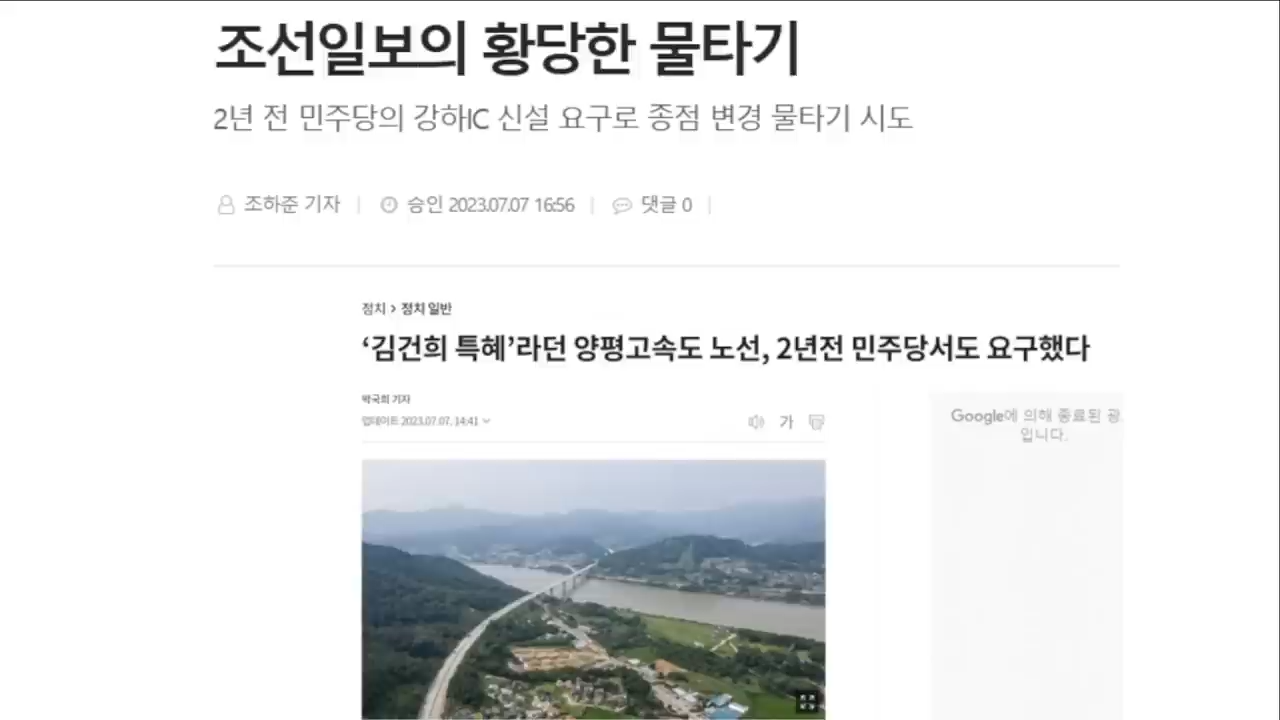 조선일보의 황당한 물타기
2년 전 민주당의 강하IC 신설 요구로 종점 변경 물타기 시도
조하준 기자 | 승인 2023.07.07 16:56 | 댓글 0 |
정치 > 정치 일반
‘김건희 특혜’라던 양평고속도 노선, 2년전 민주당서도 요구했다
박국희 기자
업데이트 2023.07.07. 14:41
가
Google에 의해 종료된 광
입니다.